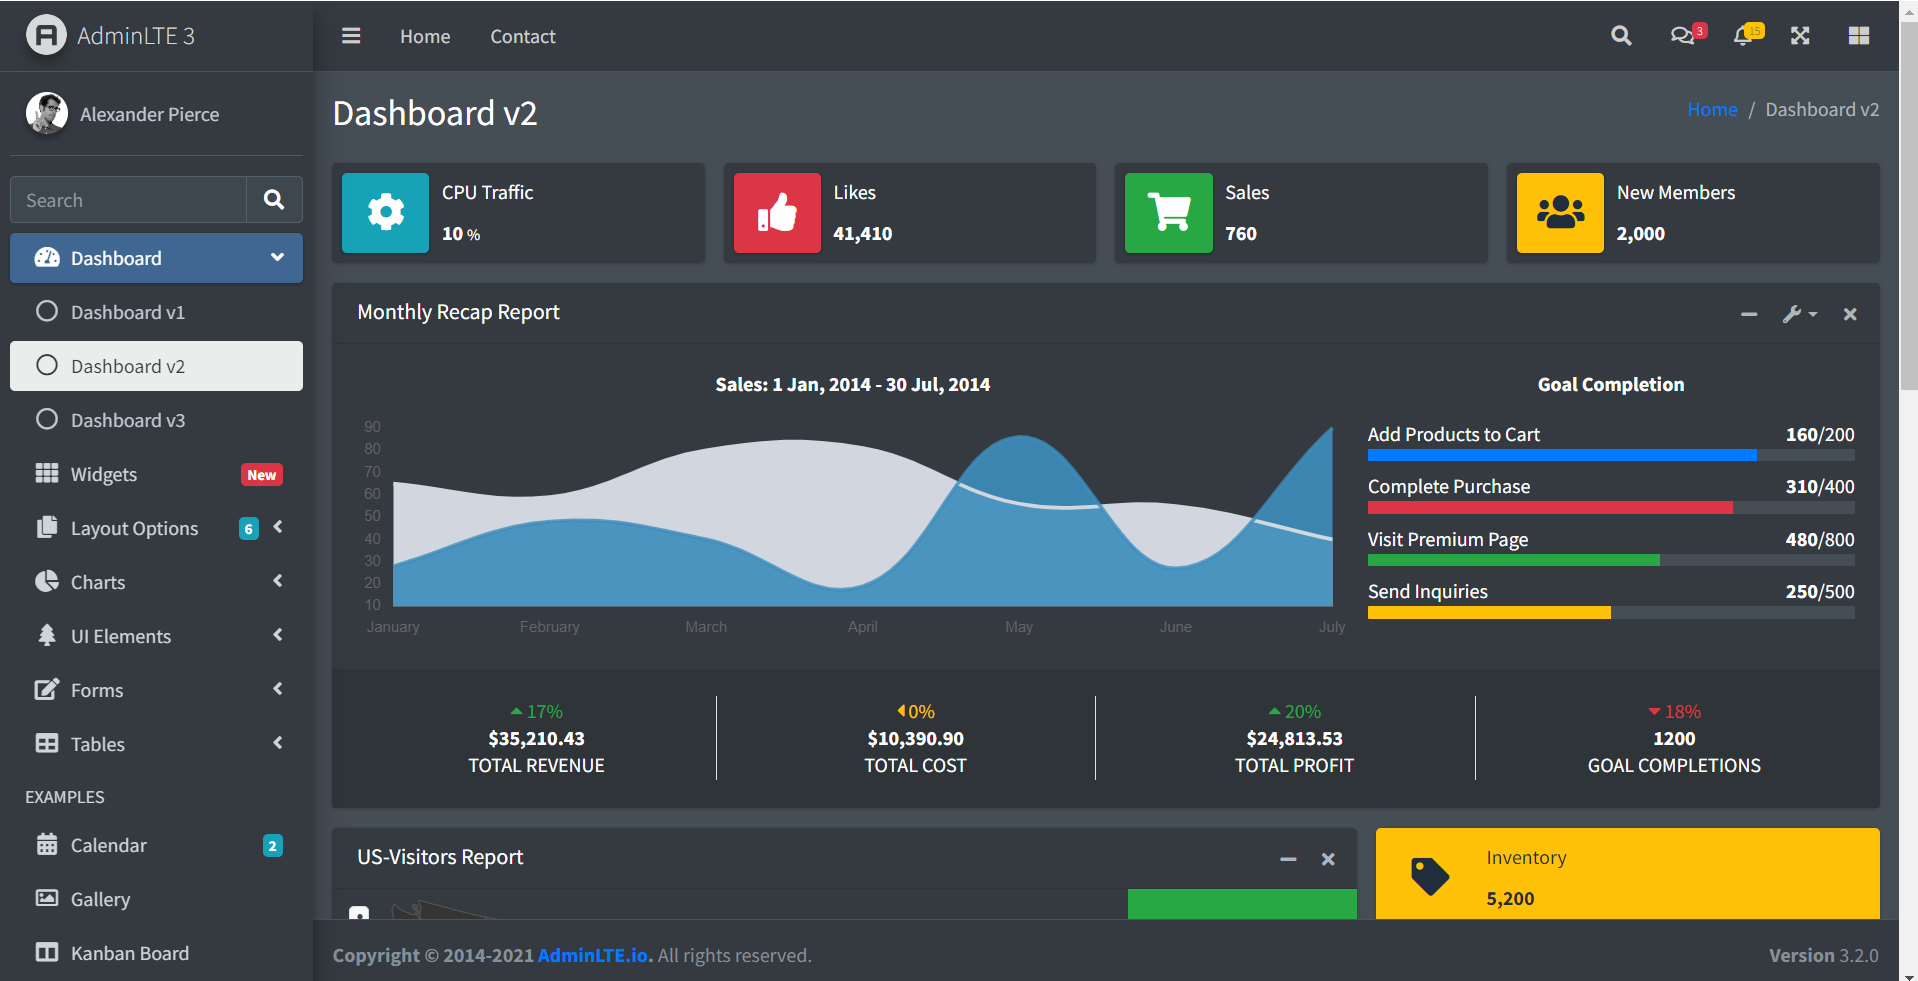 AdminLTE 3
Home
Contact
3
15
Alexander Pierce
Search
Dashboard
Dashboard v1
Dashboard v2
Dashboard v3
Widgets
New
Layout Options
6
Charts
UI Elements
Forms
Tables
EXAMPLES
Calendar
2
Gallery
Kanban Board
Dashboard v2
Home / Dashboard v2
CPU Traffic
10 %
Likes
41,410
Sales
760
New Members
2,000
Monthly Recap Report
Sales: 1 Jan, 2014 - 30 Jul, 2014
90
80
70
60
50
40
30
20
10
January February March April May June July
Goal Completion
Add Products to Cart 160/200
Complete Purchase 310/400
Visit Premium Page 480/800
Send Inquiries 250/500
17%
$35,210.43
TOTAL REVENUE
0%
$10,390.90
TOTAL COST
20%
$24,813.53
TOTAL PROFIT
18%
1200
GOAL COMPLETIONS
US-Visitors Report
Inventory
5,200
Copyright © 2014-2021 AdminLTE.io. All rights reserved.
Version 3.2.0